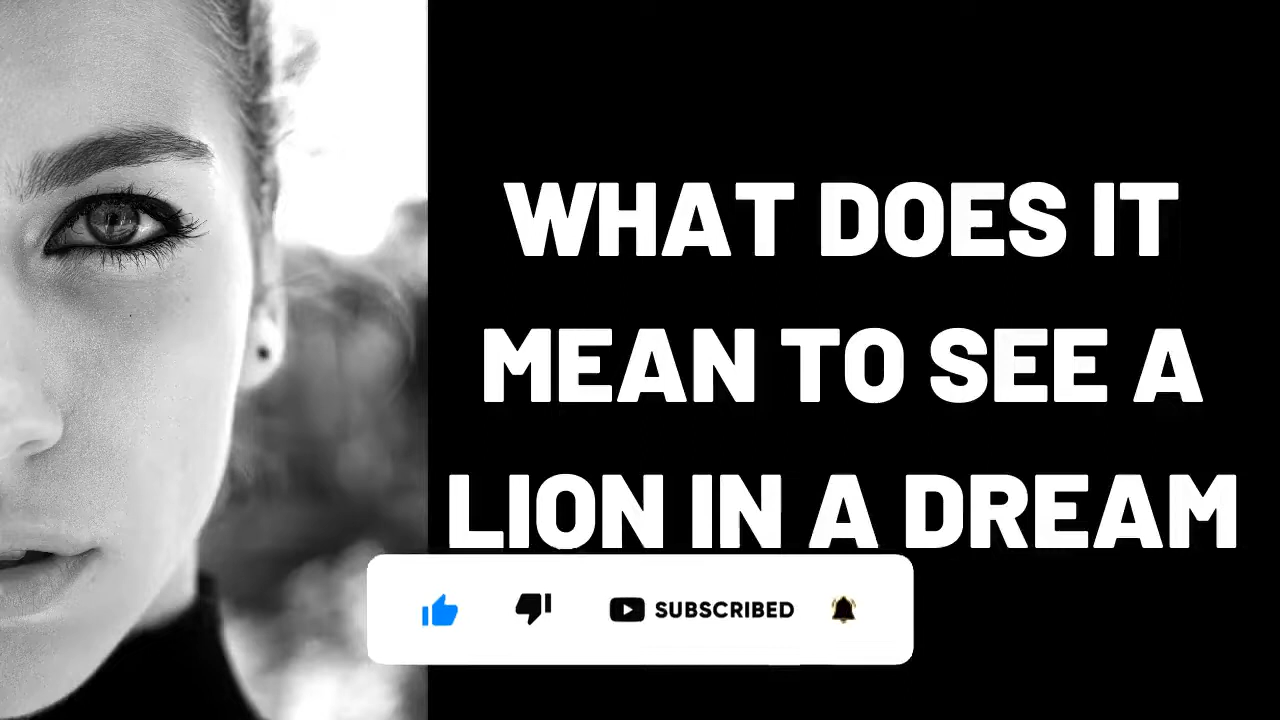 WHAT DOES IT
MEAN TO SEE A
LION IN A DREAM
SUBSCRIBED